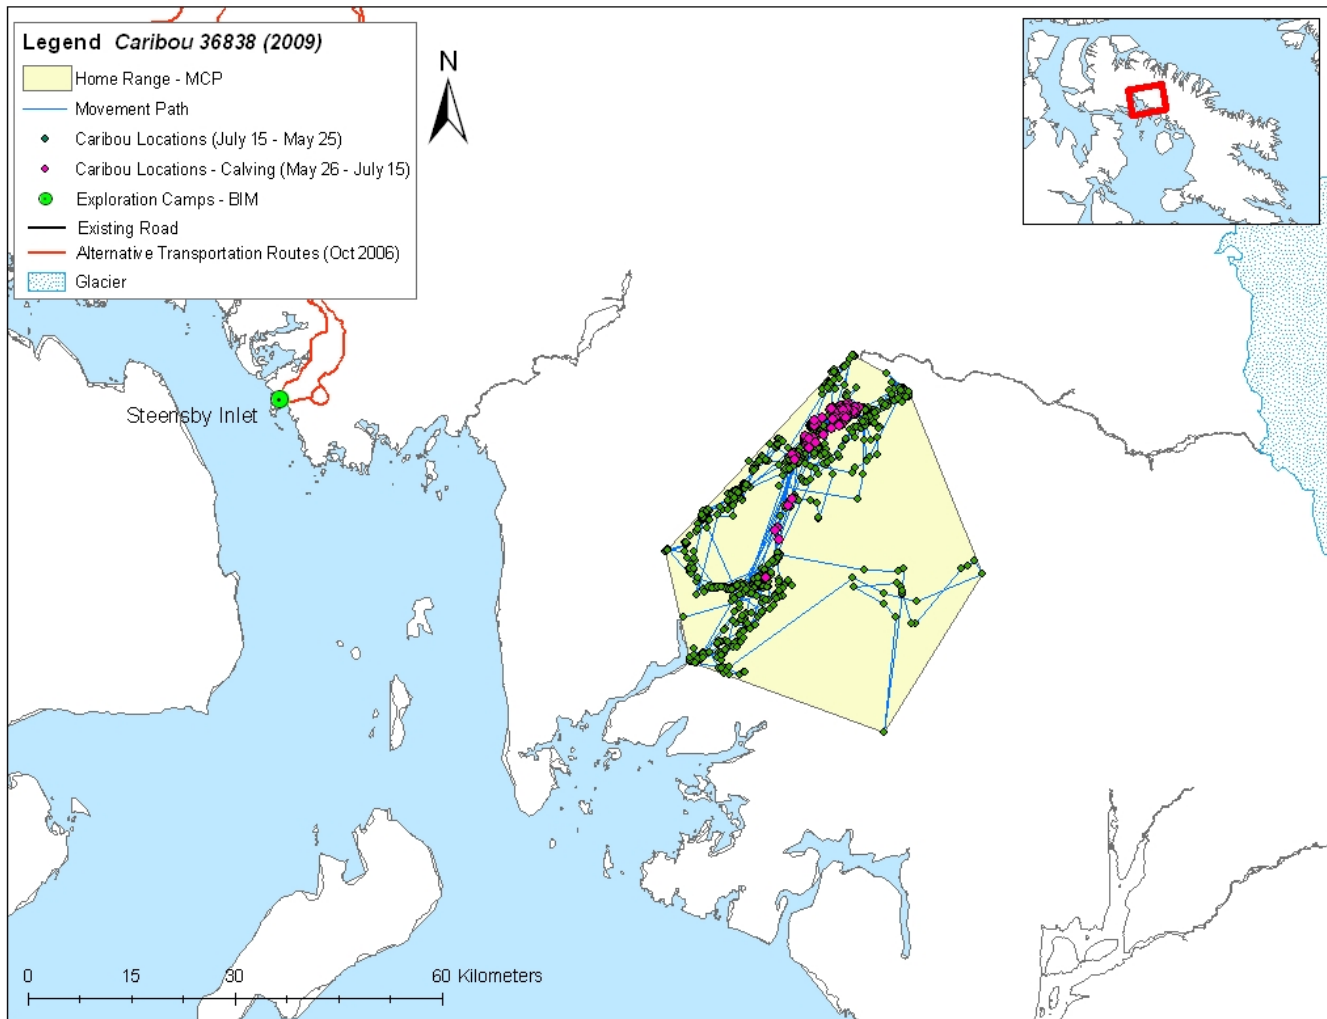 Legend Caribou 36838 (2009)
Home Range - MCP
Movement Path
Caribou Locations (July 15 - May 25)
Caribou Locations - Calving (May 26 - July 15)
Exploration Camps - BIM
Existing Road
Alternative Transportation Routes (Oct 2006)
Glacier
N
Steensby Inlet
0 15 30 60 Kilometers